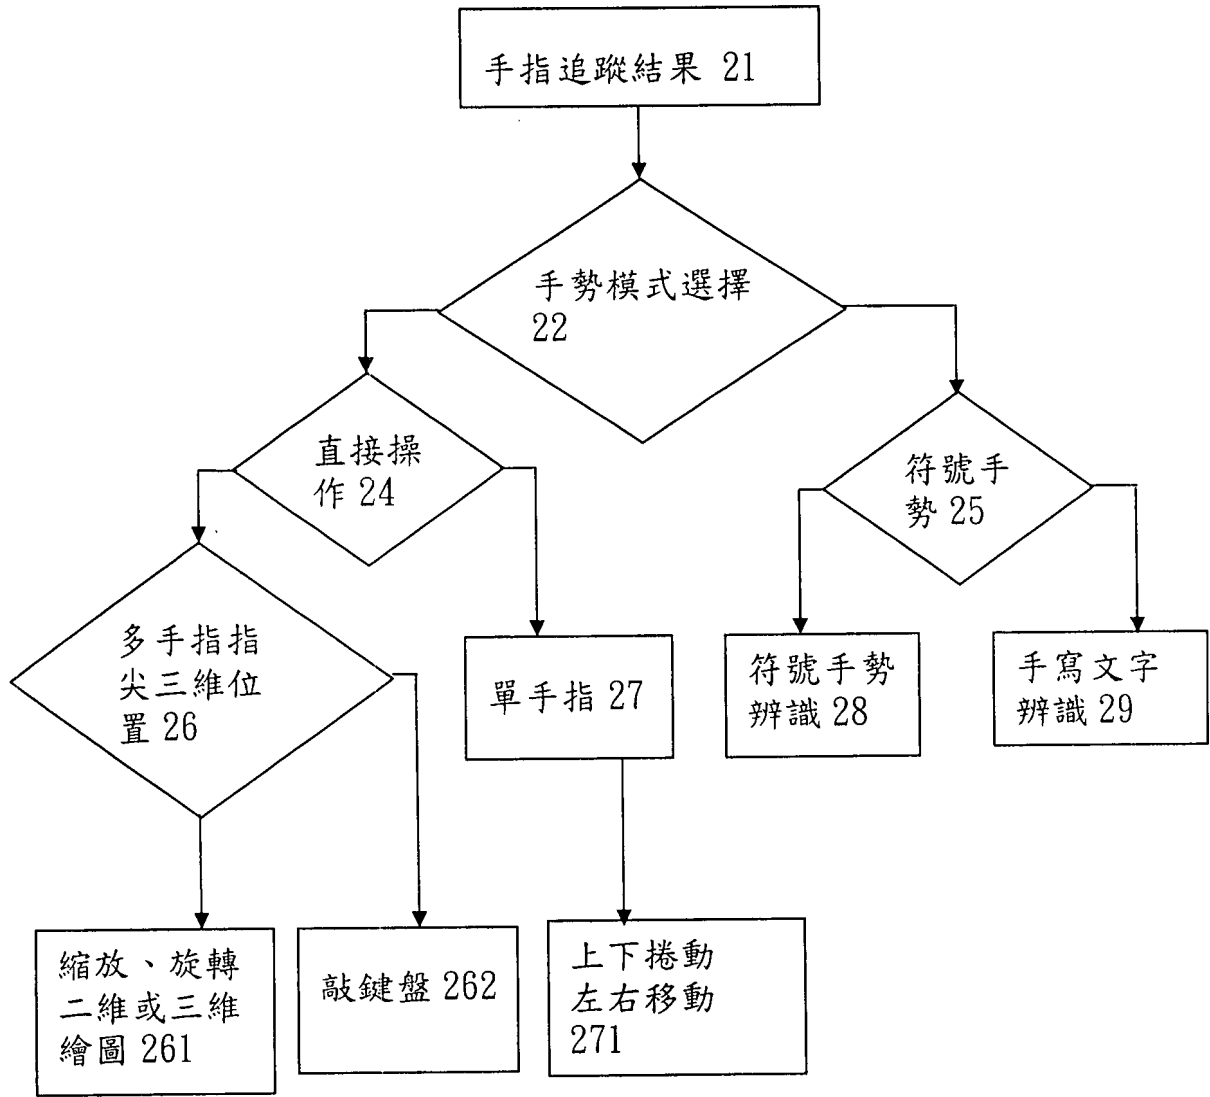 手指追蹤結果 21
手勢模式選擇
22
直接操
作 24
符號手
勢 25
多手指指
尖三維位
置 26
單手指 27
符號手勢
辨識 28
手寫文字
辨識 29
縮放、旋轉
二維或三維
繪圖 261
敲鍵盤 262
上下捲動
左右移動
271